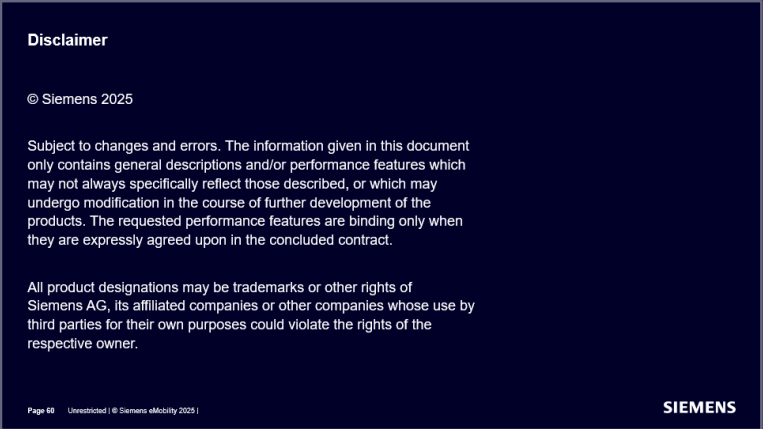 Disclaimer
© Siemens 2025
Subject to changes and errors. The information given in this document
only contains general descriptions and/or performance features which
may not always specifically reflect those described, or which may
undergo modification in the course of further development of the
products. The requested performance features are binding only when
they are expressly agreed upon in the concluded contract.
All product designations may be trademarks or other rights of
Siemens AG, its affiliated companies or other companies whose use by
third parties for their own purposes could violate the rights of the
respective owner.
Page 60 Unrestricted | © Siemens eMobility 2025 |
SIEMENS